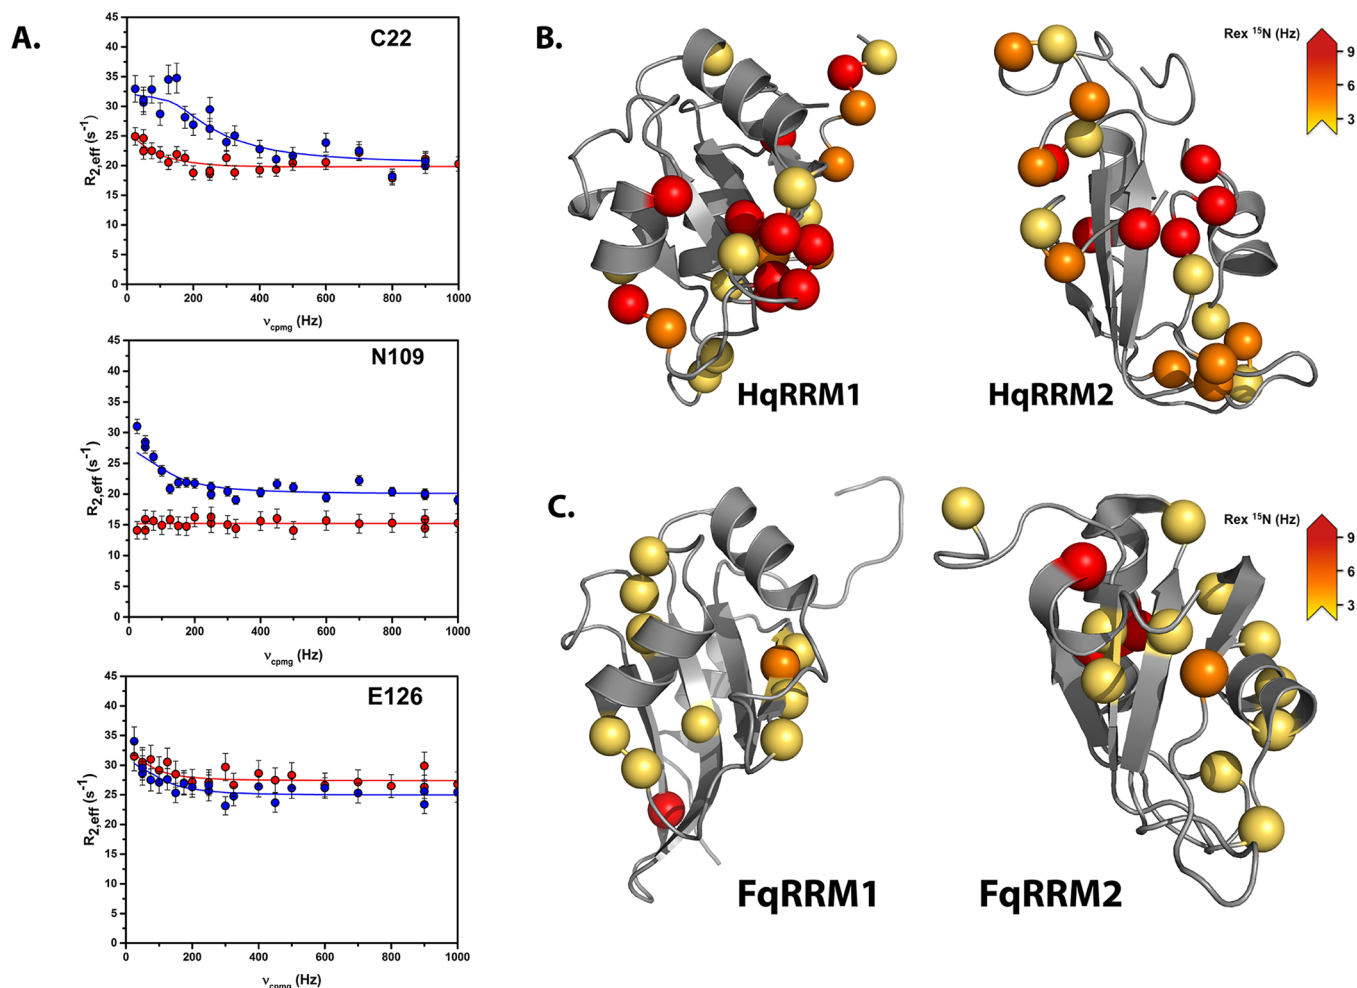 A.
C22
45
40
35
30
25
20
15
10
5
0
R2,eff (s-1)
0 200 400 600 800 1000
νcpmg (Hz)
N109
45
40
35
30
25
20
15
10
5
0
R2,eff (s-1)
0 200 400 600 800 1000
νcpmg (Hz)
E126
45
40
35
30
25
20
15
10
5
0
R2,eff (s-1)
0 200 400 600 800 1000
νcpmg (Hz)
B.
Rex 15N (Hz)
9
6
3
HqRRM1
HqRRM2
C.
Rex 15N (Hz)
9
6
3
FqRRM1
FqRRM2